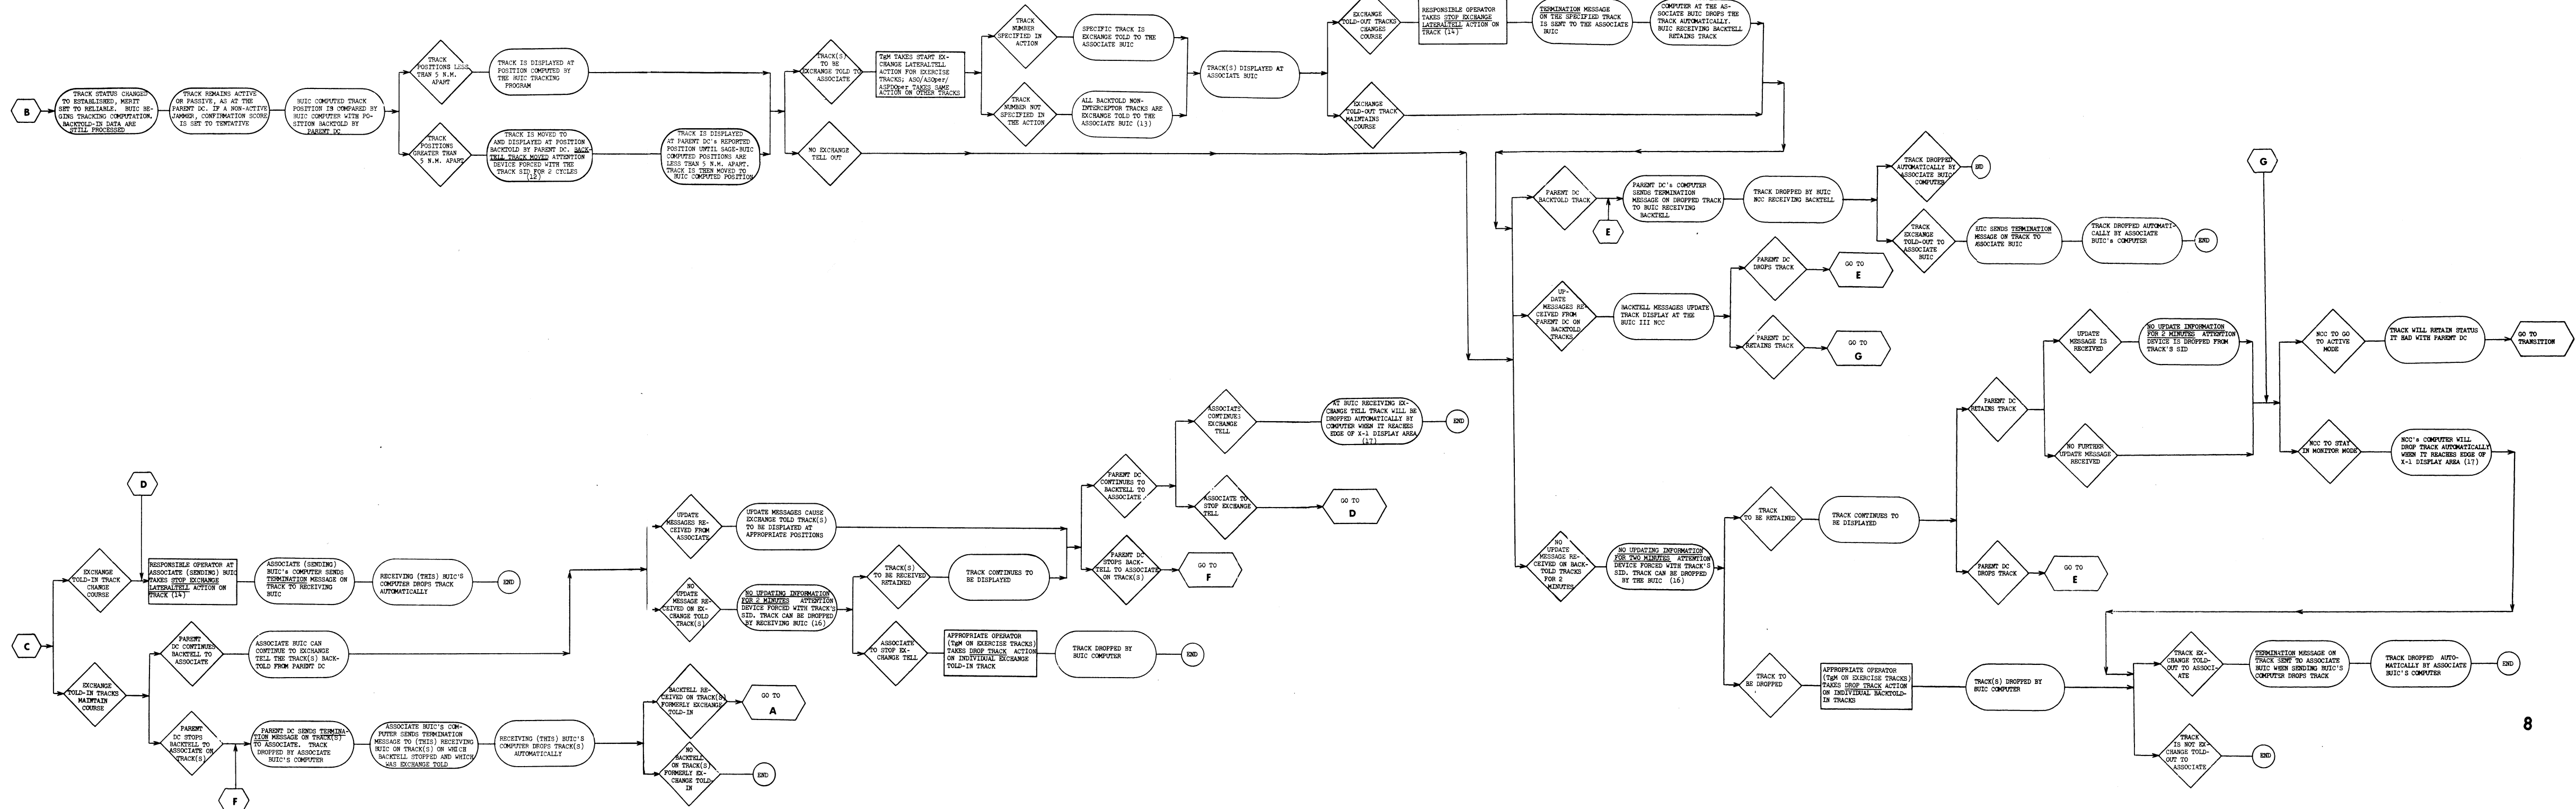 B
TRACK STATUS CHANGED
TO ESTABLISHED, MERIT
SET TO RELIABLE. BUIC BE-
GINS TRACKING COMPUTATION.
BACKTOLD-IN DATA ARE
STILL PROCESSED
TRACK REMAINS ACTIVE
OR PASSIVE, AS AT THE
PARENT DC. IF A NON-ACTIVE
JAMMER, CONFIRMATION SCORE
IS SET TO TENTATIVE
BUIC COMPUTED TRACK
POSITION IS COMPARED BY
BUIC COMPUTER WITH PO-
SITION BACKTOLD BY
PARENT DC
TRACK
POSITIONS LESS
THAN 5 N.M.
APART
TRACK IS DISPLAYED AT
POSITION COMPUTED BY
THE BUIC TRACKING
PROGRAM
TRACK
POSITIONS
GREATER THAN
5 N.M. APART
TRACK IS MOVED TO
AND DISPLAYED AT POSITION
BACKTOLD BY PARENT DC. BACK-
TELL TRACK MOVED ATTENTION
DEVICE FORCED WITH THE
TRACK SID FOR 2 CYCLES
(12)
TRACK IS DISPLAYED
AT PARENT DC's REPORTED
POSITION UNTIL SAGE-BUIC
COMPUTED POSITIONS ARE
LESS THAN 5 N.M. APART.
TRACK IS THEN MOVED TO
BUIC COMPUTED POSITION
TRACK(S)
TO BE
EXCHANGE TOLD TO
ASSOCIATE
TgM TAKES START EX-
CHANGE LATERALTELL
ACTION FOR EXERCISE
TRACKS; ASO/ASOper/
ASPDOper TAKES SAME
ACTION ON OTHER TRACKS
NO EXCHANGE
TELL OUT
TRACK
NUMBER
SPECIFIED IN
ACTION
SPECIFIC TRACK IS
EXCHANGE TOLD TO THE
ASSOCIATE BUIC
TRACK
NUMBER NOT
SPECIFIED IN
THE ACTION
ALL BACKTOLD NON-
INTERCEPTOR TRACKS ARE
EXCHANGE TOLD TO THE
ASSOCIATE BUIC (13)
TRACK(S) DISPLAYED AT
ASSOCIATE BUIC
EXCHANGE
TOLD-OUT TRACKS
CHANGES
COURSE
RESPONSIBLE OPERATOR
TAKES STOP EXCHANGE
LATERALTELL ACTION ON
TRACK (14)
TERMINATION MESSAGE
ON THE SPECIFIED TRACK
IS SENT TO THE ASSOCIATE
BUIC
COMPUTER AT THE AS-
SOCIATE BUIC DROPS THE
TRACK AUTOMATICALLY.
BUIC RECEIVING BACKTELL
RETAINS TRACK
EXCHANGE
TOLD-OUT TRACK
MAINTAINS
COURSE
PARENT DC
BACKTOLD TRACK
E
PARENT DC's COMPUTER
SENDS TERMINATION
MESSAGE ON DROPPED TRACK
TO BUIC RECEIVING
BACKTELL
TRACK DROPPED BY BUIC
NCC RECEIVING BACKTELL
TRACK DROPPED
AUTOMATICALLY BY
ASSOCIATE BUIC
COMPUTER
END
TRACK
EXCHANGE
TOLD-OUT TO
ASSOCIATE
BUIC
BUIC SENDS TERMINATION
MESSAGE ON TRACK TO
ASSOCIATE BUIC
TRACK DROPPED AUTOMATI-
CALLY BY ASSOCIATE
BUIC's COMPUTER
END
UP-
DATE
MESSAGES RE-
CEIVED FROM
PARENT DC ON
BACKTOLD
TRACKS
BACKTELL MESSAGES UPDATE
TRACK DISPLAY AT THE
BUIC III NCC
PARENT DC
DROPS TRACK
GO TO
E
PARENT DC
RETAINS TRACK
GO TO
G
NO
UPDATE
MESSAGE RE-
CEIVED ON BACK-
TOLD TRACKS
FOR 2
MINUTES
NO UPDATING INFORMATION
FOR TWO MINUTES ATTENTION
DEVICE FORCED WITH TRACK'S
SID. TRACK CAN BE DROPPED
BY THE BUIC (16)
TRACK
TO BE RETAINED
TRACK CONTINUES TO
BE DISPLAYED
PARENT DC
RETAINS TRACK
UPDATE
MESSAGE IS
RECEIVED
NO UPDATE INFORMATION
FOR 2 MINUTES ATTENTION
DEVICE IS DROPPED FROM
TRACK'S SID
NO FURTHER
UPDATE MESSAGE
RECEIVED
PARENT DC
DROPS TRACK
GO TO
E
G
NCC TO GO
TO ACTIVE
MODE
TRACK WILL RETAIN STATUS
IT HAD WITH PARENT DC
GO TO
TRANSITION
NCC TO STAY
IN MONITOR MODE
NCC's COMPUTER WILL
DROP TRACK AUTOMATICALLY
WHEN IT REACHES EDGE OF
X-1 DISPLAY AREA (17)
TRACK TO
BE DROPPED
APPROPRIATE OPERATOR
(TgM ON EXERCISE TRACKS)
TAKES DROP TRACK ACTION
ON INDIVIDUAL BACKTOLD-
IN TRACKS
TRACK(S) DROPPED BY
BUIC COMPUTER
TRACK EX-
CHANGE TOLD-
OUT TO ASSOCI-
ATE
TERMINATION MESSAGE ON
TRACK SENT TO ASSOCIATE
BUIC WHEN SENDING BUIC'S
COMPUTER DROPS TRACK
TRACK DROPPED AUTO-
MATICALLY BY ASSOCIATE
BUIC'S COMPUTER
END
TRACK
IS NOT EX-
CHANGE TOLD-
OUT TO
ASSOCIATE
END
C
D
EXCHANGE
TOLD-IN TRACK
CHANGE
COURSE
RESPONSIBLE OPERATOR AT
ASSOCIATE (SENDING) BUIC
TAKES STOP EXCHANGE
LATERALTELL ACTION ON
TRACK (14)
ASSOCIATE (SENDING)
BUIC's COMPUTER SENDS
TERMINATION MESSAGE ON
TRACK TO RECEIVING
BUIC
RECEIVING (THIS) BUIC'S
COMPUTER DROPS TRACK
AUTOMATICALLY
END
EXCHANGE
TOLD-IN TRACKS
MAINTAIN
COURSE
PARENT
DC CONTINUES
BACKTELL TO
ASSOCIATE
ASSOCIATE BUIC CAN
CONTINUE TO EXCHANGE
TELL THE TRACK(S) BACK-
TOLD FROM PARENT DC
PARENT
DC STOPS
BACKTELL TO
ASSOCIATE ON
TRACK(S)
F
PARENT DC SENDS TERMINA-
TION MESSAGE ON TRACK(S)
TO ASSOCIATE. TRACK
DROPPED BY ASSOCIATE
BUIC'S COMPUTER
ASSOCIATE BUIC'S COM-
PUTER SENDS TERMINATION
MESSAGE TO (THIS) RECEIVING
BUIC ON TRACK(S) ON WHICH
BACKTELL STOPPED AND WHICH
WAS EXCHANGE TOLD
RECEIVING (THIS) BUIC'S
COMPUTER DROPS TRACK(S)
AUTOMATICALLY
BACKTELL RE-
CEIVED ON TRACK(S)
FORMERLY EXCHANGE
TOLD-IN
GO TO
A
NO
BACKTELL
ON TRACK(S)
FORMERLY EX-
CHANGE TOLD-
IN
END
UPDATE
MESSAGES RE-
CEIVED FROM
ASSOCIATE
UPDATE MESSAGES CAUSE
EXCHANGE TOLD TRACK(S)
TO BE DISPLAYED AT
APPROPRIATE POSITIONS
NO
UPDATE
MESSAGE RE-
CEIVED ON EX-
CHANGE TOLD
TRACK(S)
NO UPDATING INFORMATION
FOR 2 MINUTES ATTENTION
DEVICE FORCED WITH TRACK'S
SID. TRACK CAN BE DROPPED
BY RECEIVING BUIC (16)
TRACK(S)
TO BE RECEIVED
RETAINED
TRACK CONTINUES TO
BE DISPLAYED
ASSOCIATE
TO STOP EX-
CHANGE TELL
APPROPRIATE OPERATOR
(TgM ON EXERCISE TRACKS)
TAKES DROP TRACK ACTION
ON INDIVIDUAL EXCHANGE
TOLD-IN TRACK
TRACK DROPPED BY
BUIC COMPUTER
END
PARENT DC
CONTINUES TO
BACKTELL TO
ASSOCIATE
ASSOCIATE
CONTINUES
EXCHANGE
TELL
AT BUIC RECEIVING EX-
CHANGE TELL TRACK WILL BE
DROPPED AUTOMATICALLY BY
COMPUTER WHEN IT REACHES
EDGE OF X-1 DISPLAY AREA
(17)
END
ASSOCIATE TO
STOP EXCHANGE
TELL
GO TO
D
PARENT DC
STOPS BACK-
TELL TO ASSOCIATE
ON TRACK(S)
GO TO
F
8